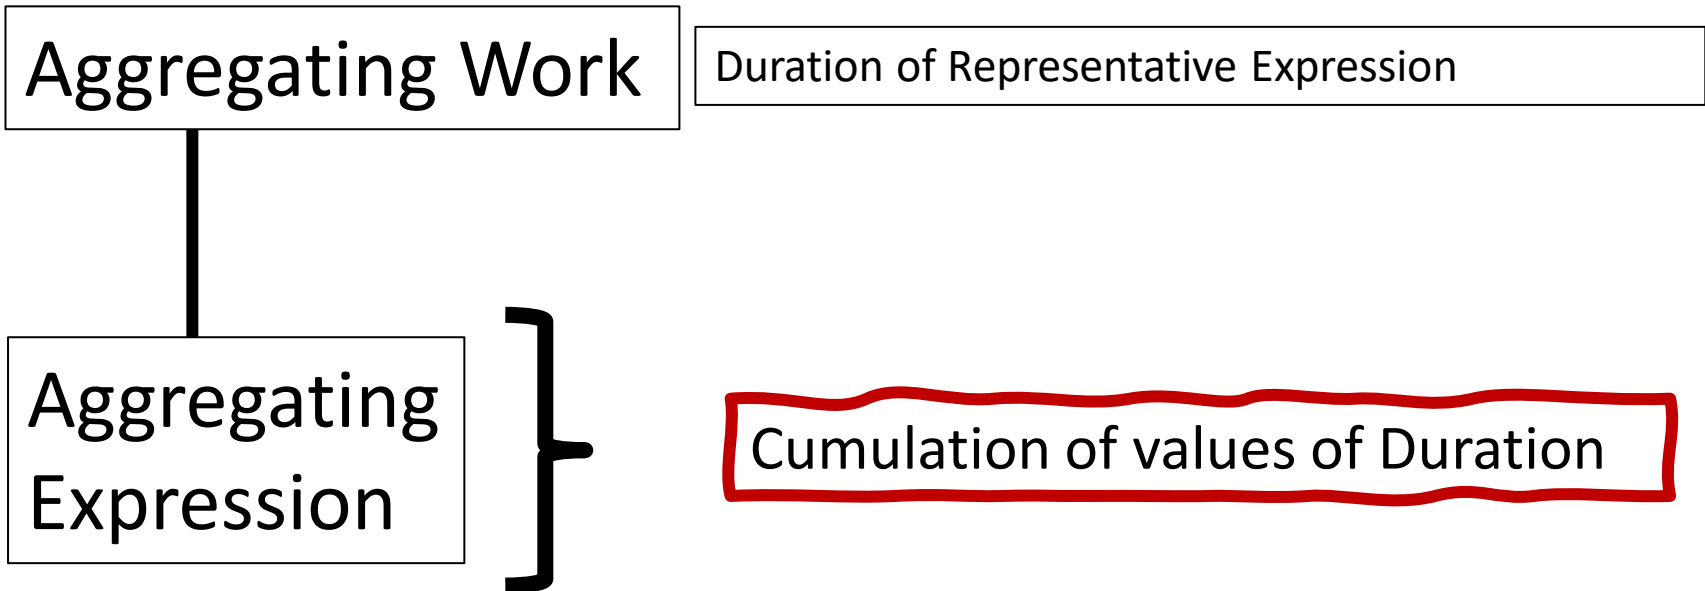 Aggregating Work
Duration of Representative Expression
Aggregating
Expression
Cumulation of values of Duration